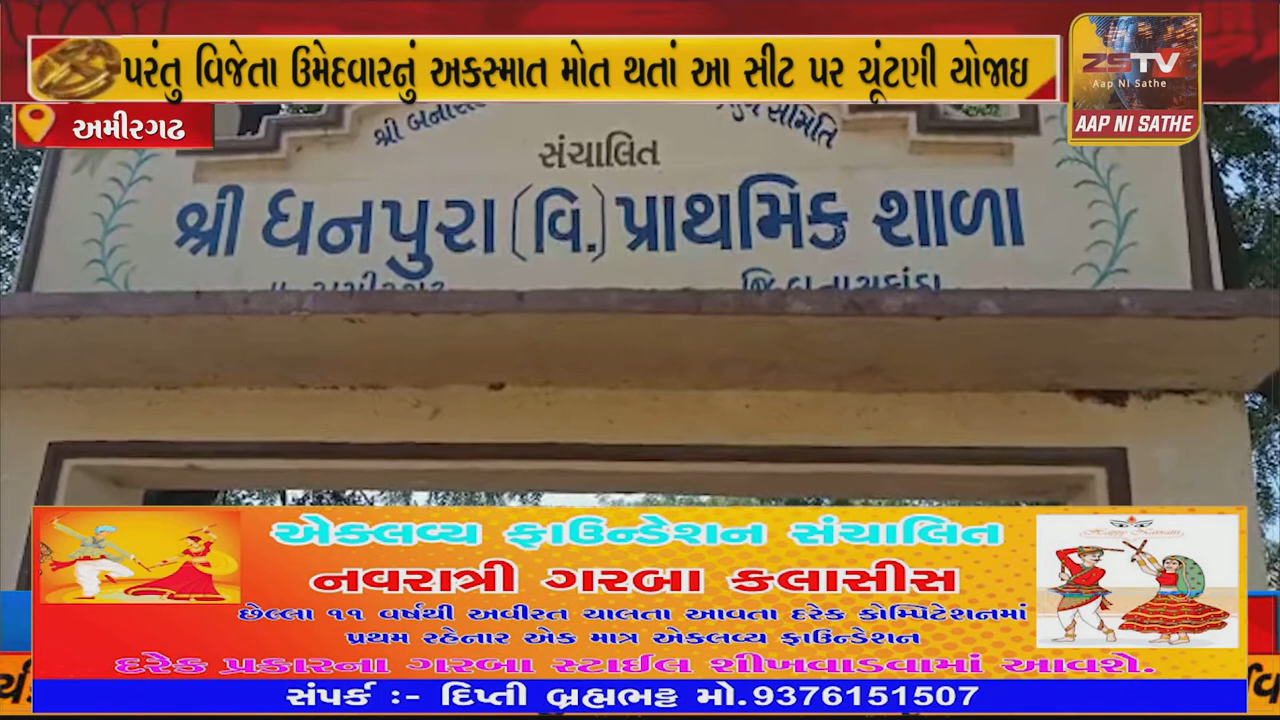 પરંતુ વિજેતા ઉમેદવારનું અકસ્માત મોત થતાં આ સીટ પર ચૂંટણી યોજાઇ
ZSTV
Aap Ni Sathe
AAP NI SATHE
અમીરગઢ
શ્રી
સમિતિ
સંચાલિત
શ્રી ધનપુરા (વિ.) પ્રાથમિક શાળા
એકલવ્ય ફાઉન્ડેશન સંચાલિત
નવરાત્રી ગરબા કલાસીસ
છેલ્લા ૧૧ વર્ષથી અવીરત ચાલતા આવતા દરેક કોમ્પિટેશનમાં
પ્રથમ રહેનાર એક માત્ર એકલવ્ય ફાઉન્ડેશન
દરેક પ્રકારના ગરબા સ્ટાઈલ શીખવાડવામાં આવશે.
સંપર્ક :- દિપ્તી બ્રહ્મભટ્ટ મો.9376151507